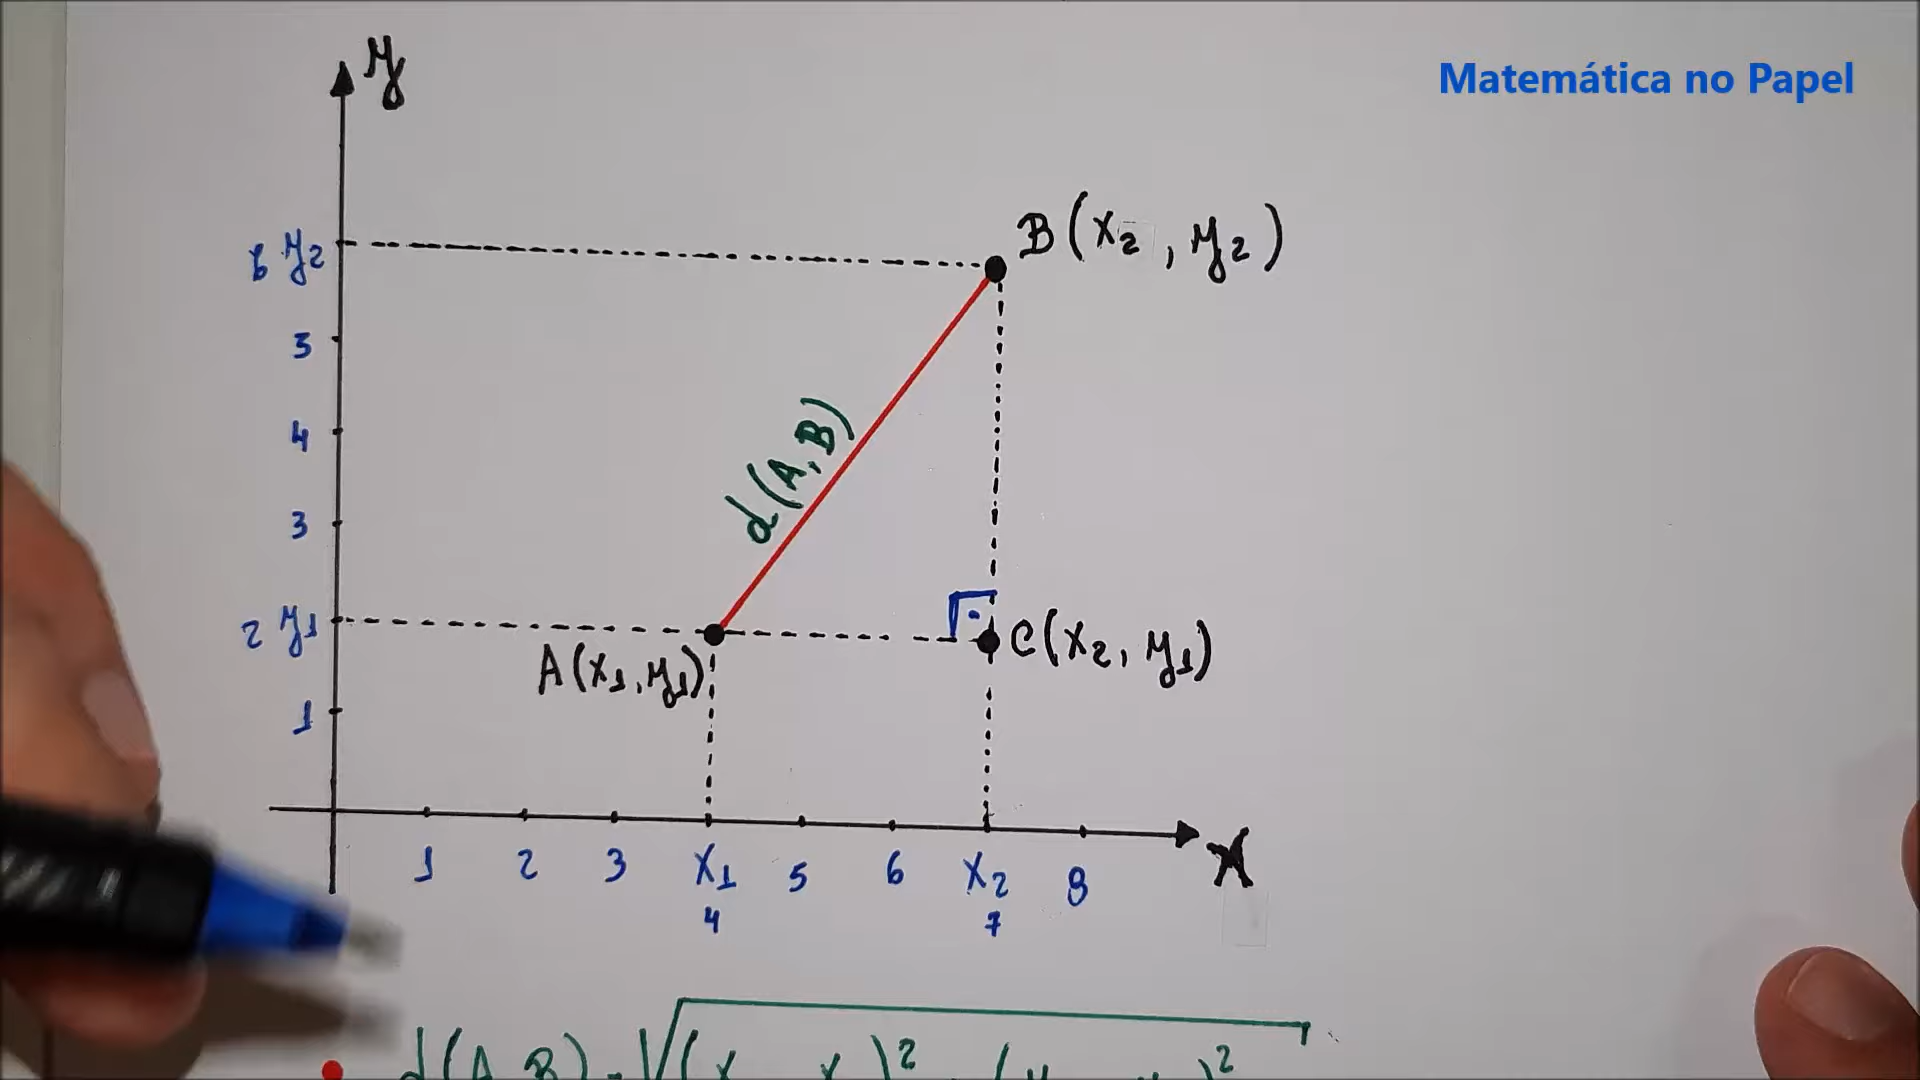 y
Matemática no Papel
B(x2, y2)
6 y2
5
4
d(A,B)
3
2 y1
C(x2, y1)
A(x1, y1)
1
1 2 3 x1 5 6 x2 8
x
4 7